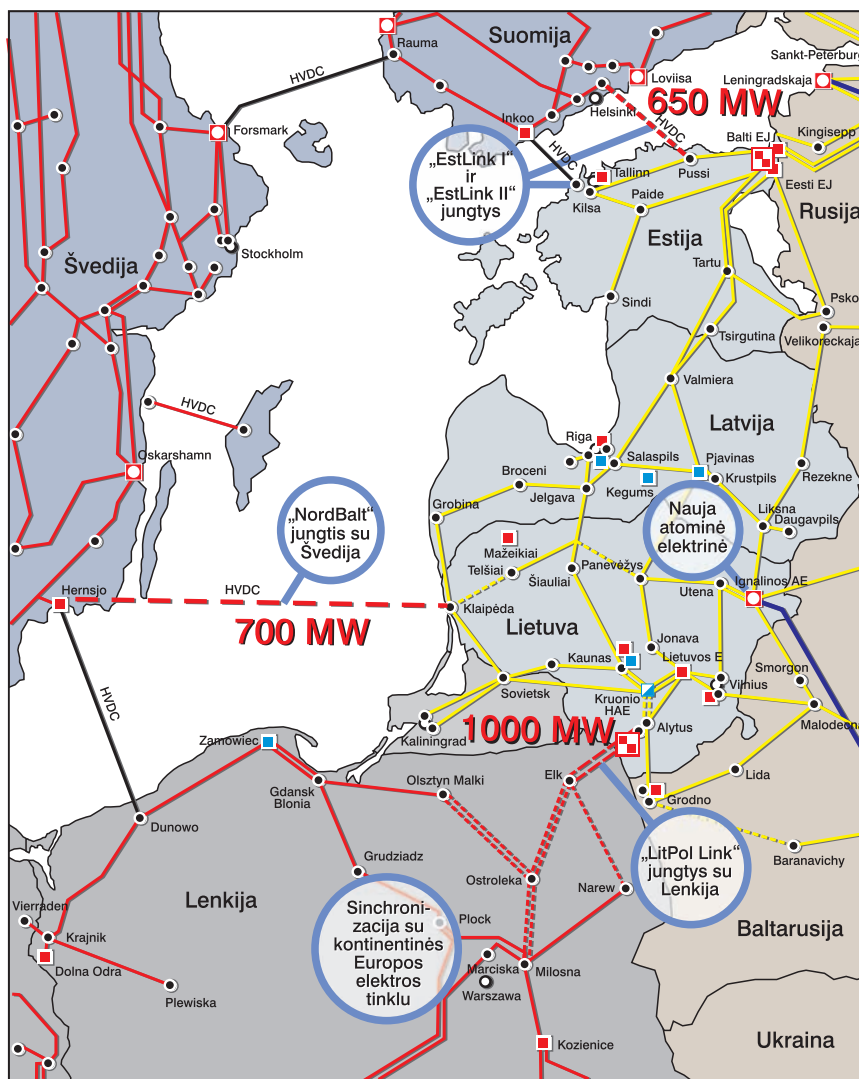 Suomija
Rauma
Sankt-Peterburg
HVDC
Loviisa
Leningradskaja
650 MW
Forsmark
Inkoo
Helsinki
HVDC
Balti EJ
Kingisepp
„EstLink I“
ir
„EstLink II“
jungtys
HVDC
Tallinn
Pussi
Eesti EJ
Kilsa
Paide
Rusija
Stockholm
Estija
Švedija
Tartu
Sindi
Psko
Tsirgutina
Velikoreckaja
Valmiera
HVDC
Latvija
Oskarshamn
Riga
Salaspils
Pjavinas
Broceni
Kegums
Krustpils
Rezekne
Jelgava
Grobina
Liksna
Daugavpils
„NordBalt“
jungtis su
Švedija
Nauja
atominė
elektrinė
Mažeikiai
Telšiai
Šiauliai
Panevėžys
Utena
Ignalinos AE
Hernsjo
HVDC
Klaipėda
700 MW
Lietuva
Jonava
Kaunas
Lietuvos E
Smorgon
Sovietsk
Vilnius
Kruonio
HAE
HVDC
Kaliningrad
1000 MW
Alytus
Malodecna
Zamowiec
Gdansk
Blonia
Olsztyn Malki
Elk
Lida
Grodno
Dunowo
„LitPol Link“
jungtys su
Lenkija
Baranavichy
Grudziadz
Ostroleka
Narew
Lenkija
Vierraden
Sinchroni-
zacija su
kontinentinės
Europos
elektros
tinklu
Plock
Baltarusija
Krajnik
Dolna Odra
Marciska
Milosna
Plewiska
Warszawa
Kozienice
Ukraina